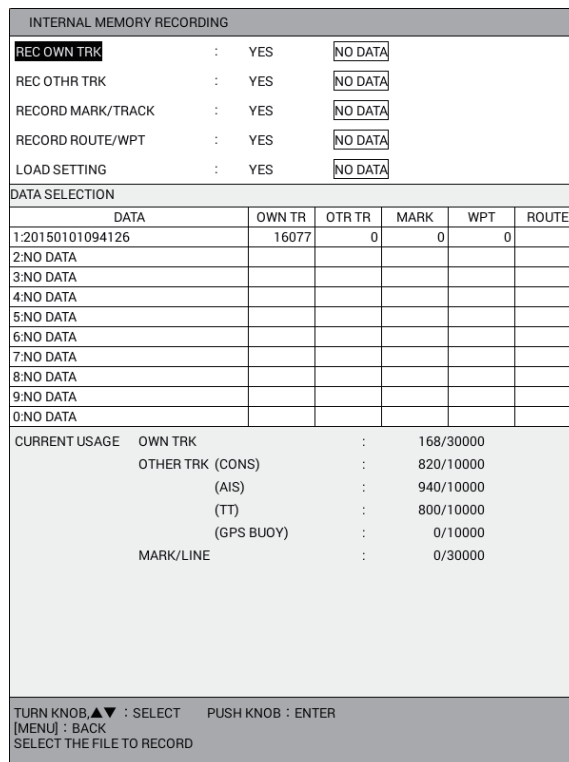 INTERNAL MEMORY RECORDING
REC OWN TRK : YES NO DATA
REC OTHR TRK : YES NO DATA
RECORD MARK/TRACK : YES NO DATA
RECORD ROUTE/WPT : YES NO DATA
LOAD SETTING : YES NO DATA
DATA SELECTION
DATA OWN TR OTR TR MARK WPT ROUTE
1:20150101094126 16077 0 0 0
2:NO DATA
3:NO DATA
4:NO DATA
5:NO DATA
6:NO DATA
7:NO DATA
8:NO DATA
9:NO DATA
0:NO DATA
CURRENT USAGE OWN TRK : 168/30000
OTHER TRK (CONS) : 820/10000
(AIS) : 940/10000
(TT) : 800/10000
(GPS BUOY) : 0/10000
MARK/LINE : 0/30000
TURN KNOB,▲▼ : SELECT PUSH KNOB : ENTER
[MENU] : BACK
SELECT THE FILE TO RECORD